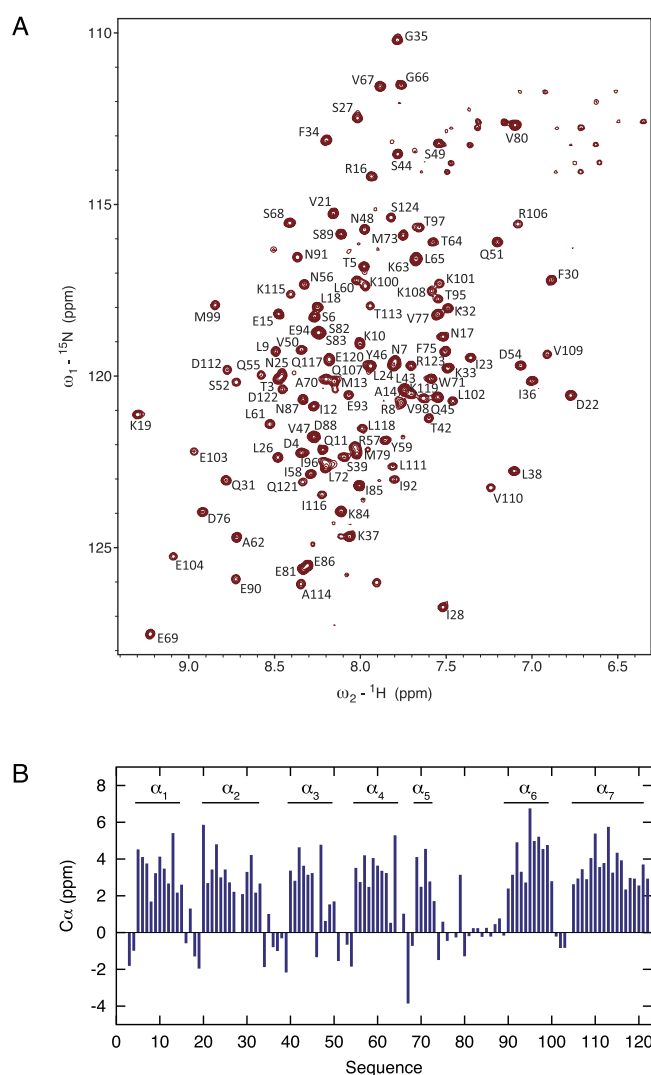 A
110
115
120
125
ω1 - 15N (ppm)
G35
V67 G66
S27
F34 V80
S49
S44
R16
V21 S124
S68 N48 T97 R106
S89 M73 T64 Q51
N91 T5 K63 L65
N56 L60 K100 K101 F30
K115 K108 T95
M99 L18 T113 K32
E15 S6 V77
E94 S82
S83 K10 N17
L9 V50 E120 Y46 N7 F75 V109
D112 Q55 N25 Q117 Q107 L24 L43 R123 I23 D54
S52 T3 A70 M13 K119 W71 K33 I36
D122 E93 A14 L102 D22
K19 N87 I12 R8 V98 Q45
L61 V47 D88 L118 T42
E103 L26 D4 Q11 R57 Y59
I96 S39 M79
Q31 I58 L72 L111 L38
Q121 I85 I92 V110
I116
D76 K84
A62 K37
E104 E81 E86
E90 A114
I28
E69
9.0 8.5 8.0 7.5 7.0 6.5
ω2 - 1H (ppm)
B
α1 α2 α3 α4 α5 α6 α7
8
6
4
2
0
-2
-4
Cα (ppm)
0 10 20 30 40 50 60 70 80 90 100 110 120
Sequence